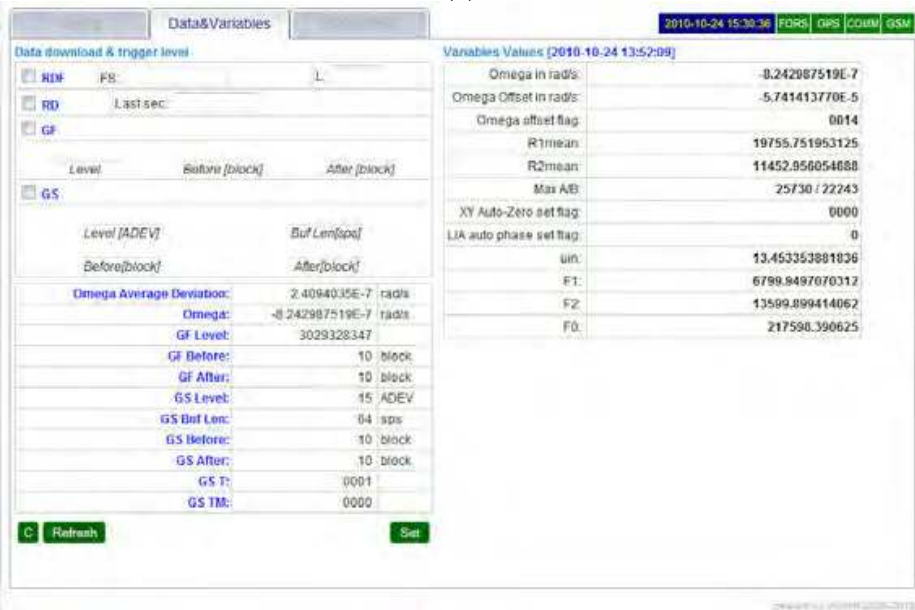 Data&Variables
2010-10-24 15:30:36 FORS GPS COMM GSM
Data download & trigger level
RDF FS: L:
RD Last sec:
GF
Level Before [block] After [block]
GS
Level [ADEV] Buf Len[sps]
Before[block] After[block]
Omega Average Deviation: 2.4094035E-7 rad/s
Omega: -8.242987519E-7 rad/s
GF Level: 3029328347
GF Before: 10 block
GF After: 10 block
GS Level: 15 ADEV
GS Buf Len: 64 sps
GS Before: 10 block
GS After: 10 block
GS T: 0001
GS TM: 0000
C Refresh Set
Variables Values [2010-10-24 13:52:09]
Omega in rad/s: -8.242987519E-7
Omega Offset in rad/s: -5.741413770E-5
Omega offset flag: 0014
R1mean: 19755.751953125
R2mean: 11452.956054688
Max A/B: 25730 / 22243
XY Auto-Zero set flag: 0000
LIA auto phase set flag: 0
uin: 13.453353881836
F1: 6799.9497070312
F2: 13599.899414062
F0: 217598.390625